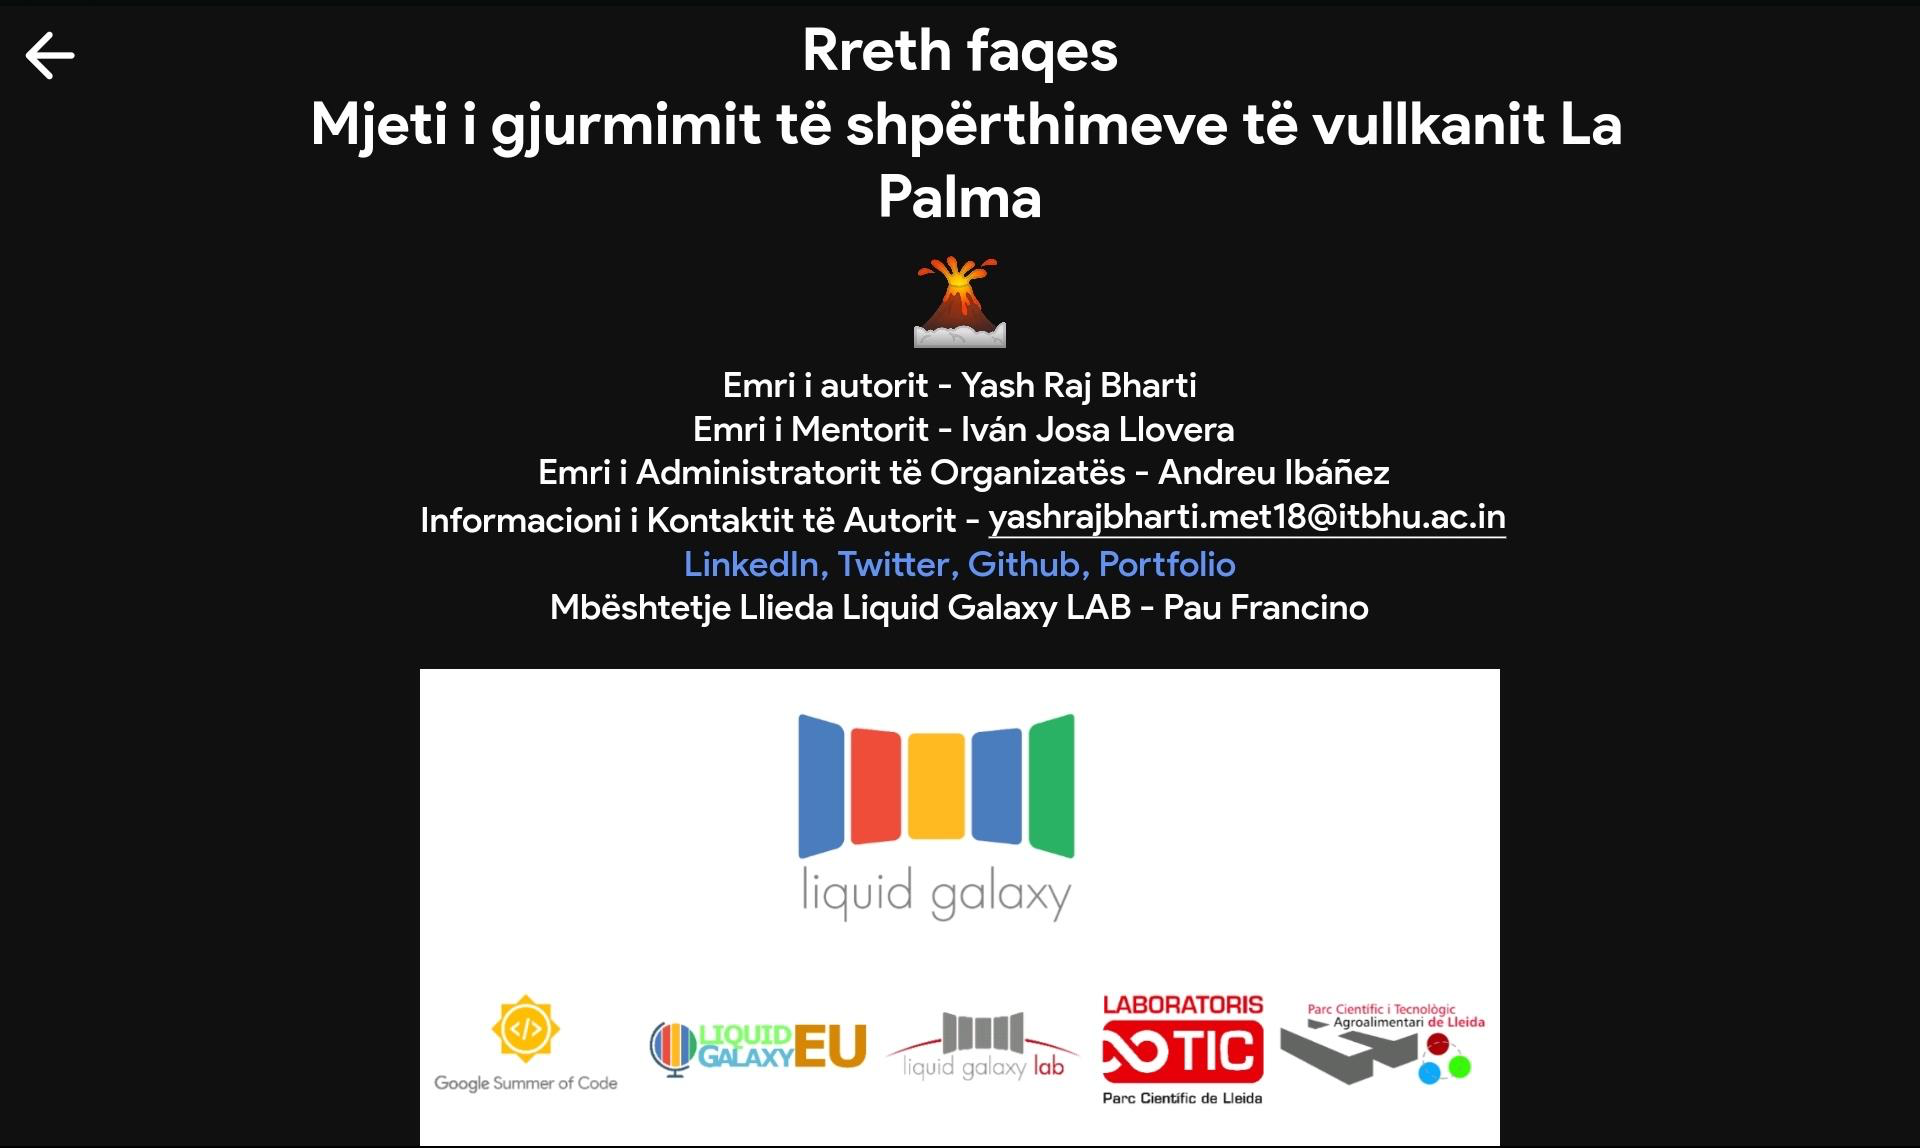 Rreth faqes
Mjeti i gjurmimit të shpërthimeve të vullkanit La
Palma
Emri i autorit - Yash Raj Bharti
Emri i Mentorit - Iván Josa Llovera
Emri i Administratorit të Organizatës - Andreu Ibáñez
Informacioni i Kontaktit të Autorit - yashrajbharti.met18@itbhu.ac.in
LinkedIn, Twitter, Github, Portfolio
Mbështetje Llieda Liquid Galaxy LAB - Pau Francino
liquid galaxy
</>
Google Summer of Code
LIQUID
GALAXY EU
liquid galaxy lab
LABORATORIS
TIC
Parc Científic de Lleida
Parc Científic i Tecnològic
Agroalimentari de Lleida